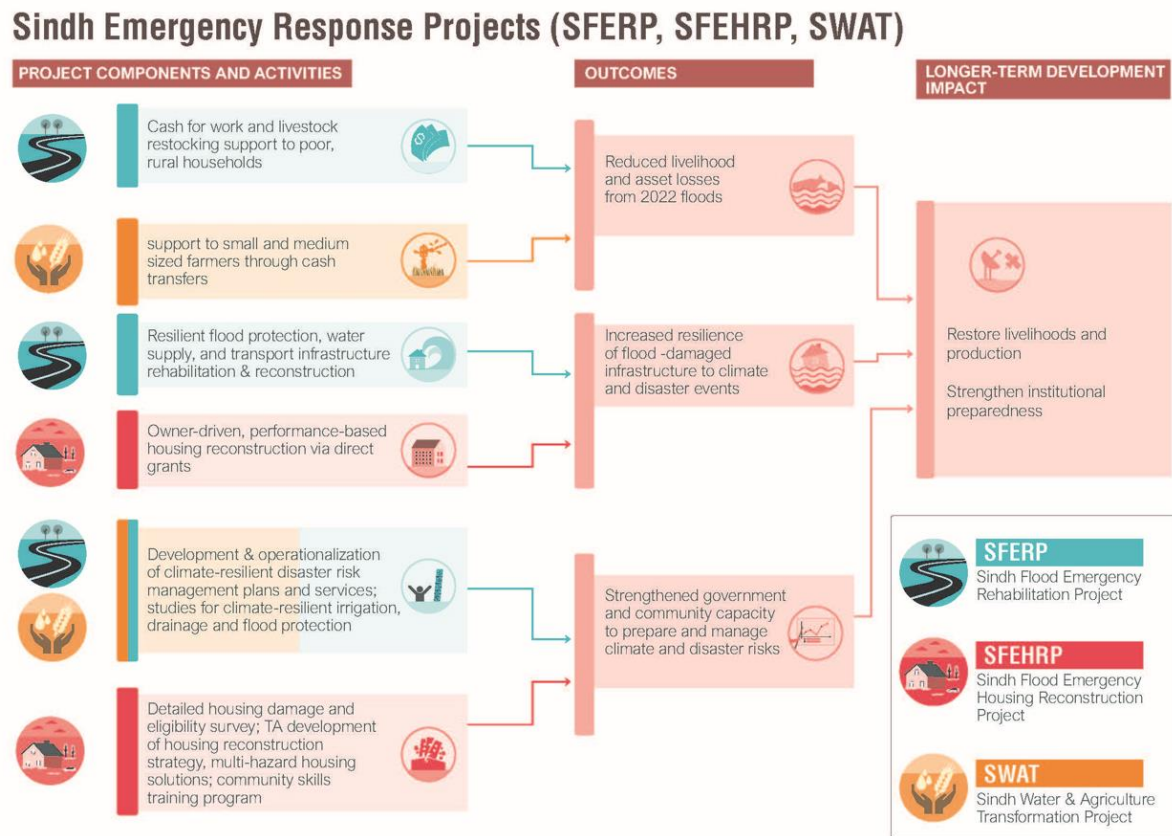 Sindh Emergency Response Projects (SFERP, SFEHRP, SWAT)
PROJECT COMPONENTS AND ACTIVITIES
OUTCOMES
LONGER-TERM DEVELOPMENT
IMPACT
Cash for work and livestock
restocking support to poor,
rural households
support to small and medium
sized farmers through cash
transfers
Resilient flood protection, water
supply, and transport infrastructure
rehabilitation & reconstruction
Owner-driven, performance-based
housing reconstruction via direct
grants
Development & operationalization
of climate-resilient disaster risk
management plans and services;
studies for climate-resilient irrigation,
drainage and flood protection
Detailed housing damage and
eligibility survey; TA development
of housing reconstruction
strategy, multi-hazard housing
solutions; community skills
training program
Reduced livelihood
and asset losses
from 2022 floods
Increased resilience
of flood -damaged
infrastructure to climate
and disaster events
Strengthened government
and community capacity
to prepare and manage
climate and disaster risks
Restore livelihoods and
production
Strengthen institutional
preparedness
SFERP
Sindh Flood Emergency
Rehabilitation Project
SFEHRP
Sindh Flood Emergency
Housing Reconstruction
Project
SWAT
Sindh Water & Agriculture
Transformation Project